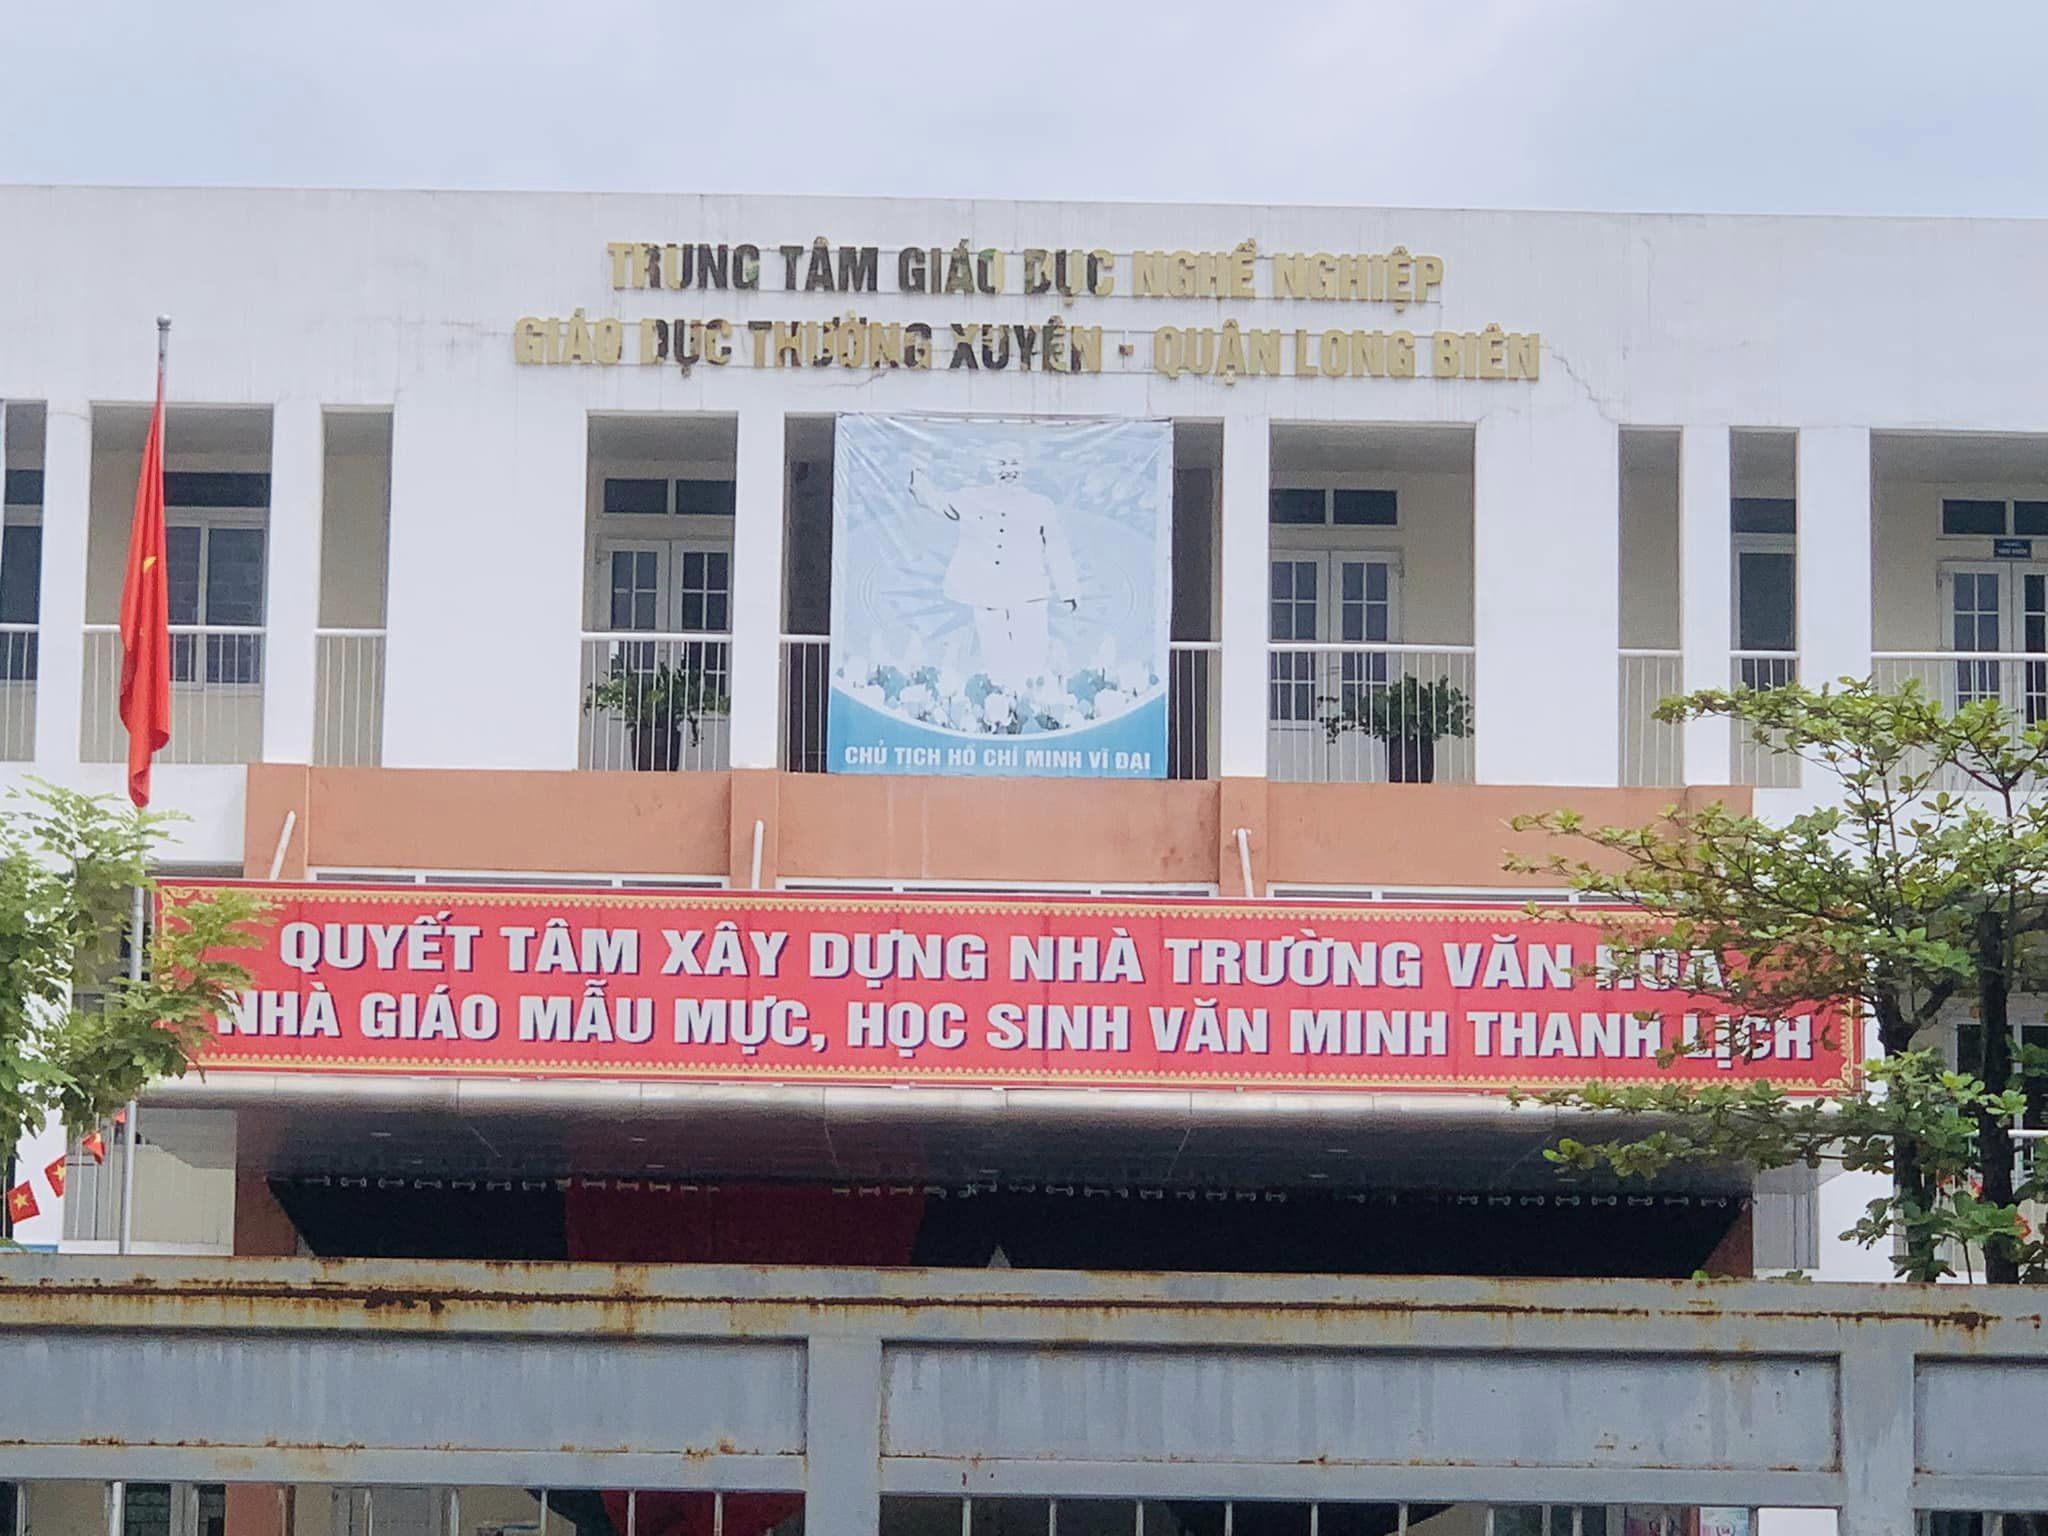 TRUNG TÂM GIÁO DỤC NGHỀ NGHIỆP
GIÁO DỤC THƯỜNG XUYÊN - QUẬN LONG BIÊN
CHỦ TỊCH HỒ CHÍ MINH VĨ ĐẠI
QUYẾT TÂM XÂY DỰNG NHÀ TRƯỜNG VĂN HOÁ,
NHÀ GIÁO MẪU MỰC, HỌC SINH VĂN MINH THANH LỊCH